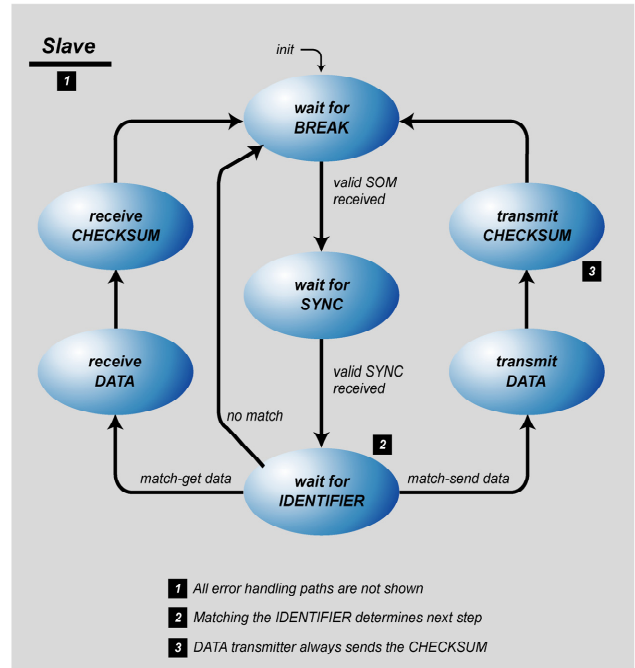 Slave
1
init
wait for
BREAK
valid SOM
received
receive
CHECKSUM
transmit
CHECKSUM
3
wait for
SYNC
receive
DATA
valid SYNC
received
transmit
DATA
no match
2
match-get data
wait for
IDENTIFIER
match-send data
1 All error handling paths are not shown
2 Matching the IDENTIFIER determines next step
3 DATA transmitter always sends the CHECKSUM